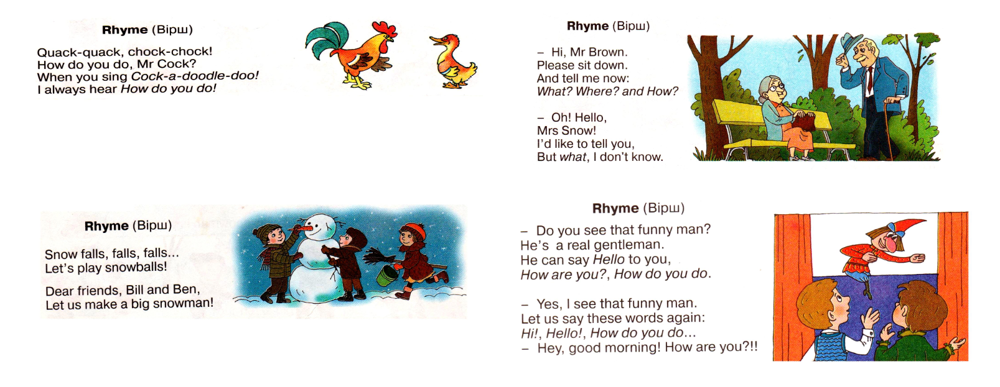 Rhyme (Вірш)
Quack-quack, chock-chock!
How do you do, Mr Cock?
When you sing Cock-a-doodle-doo!
I always hear How do you do!
Rhyme (Вірш)
– Hi, Mr Brown.
Please sit down.
And tell me now:
What? Where? and How?
– Oh! Hello,
Mrs Snow!
I'd like to tell you,
But what, I don't know.
Rhyme (Вірш)
Snow falls, falls, falls...
Let's play snowballs!
Dear friends, Bill and Ben,
Let us make a big snowman!
Rhyme (Вірш)
– Do you see that funny man?
He's a real gentleman.
He can say Hello to you,
How are you?, How do you do.
– Yes, I see that funny man.
Let us say these words again:
Hi!, Hello!, How do you do...
– Hey, good morning! How are you?!!